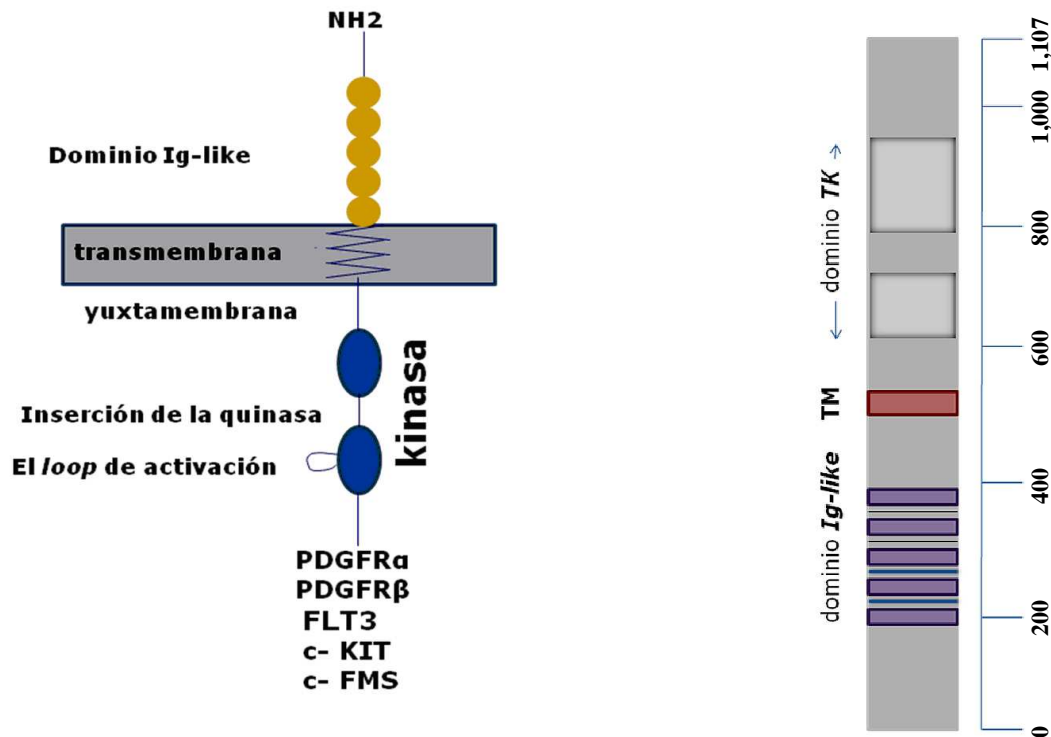 NH2
Dominio Ig-like
transmembrana
yuxtamembrana
kinasa
Inserción de la quinasa
El loop de activación
PDGFRα
PDGFRβ
FLT3
c- KIT
c- FMS
dominio TK
TM
dominio Ig-like
1,107
1,000
800
600
400
200
0